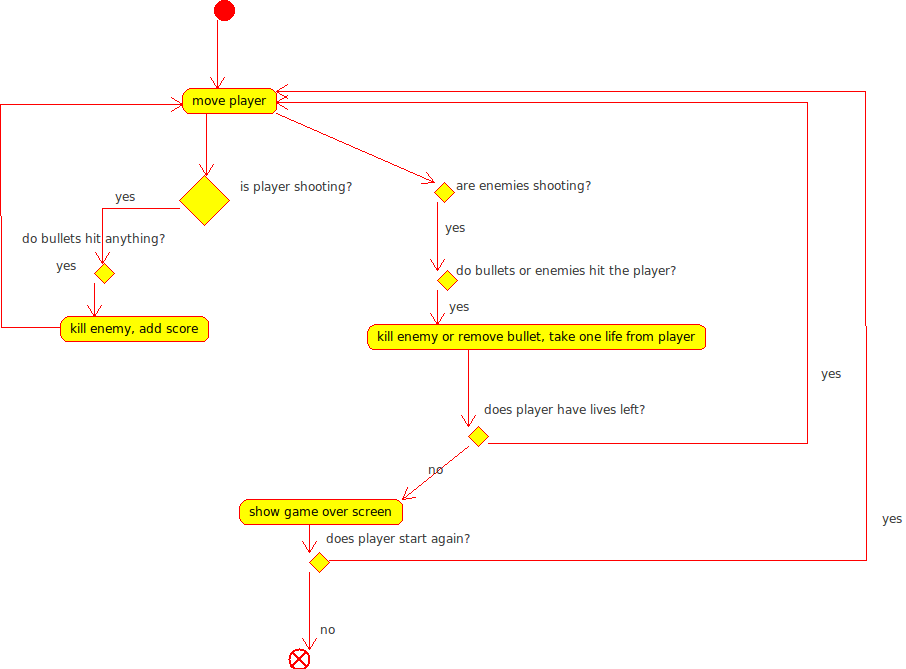 move player
is player shooting?
are enemies shooting?
yes
yes
do bullets hit anything?
yes
do bullets or enemies hit the player?
yes
kill enemy, add score
kill enemy or remove bullet, take one life from player
yes
does player have lives left?
no
show game over screen
yes
does player start again?
no